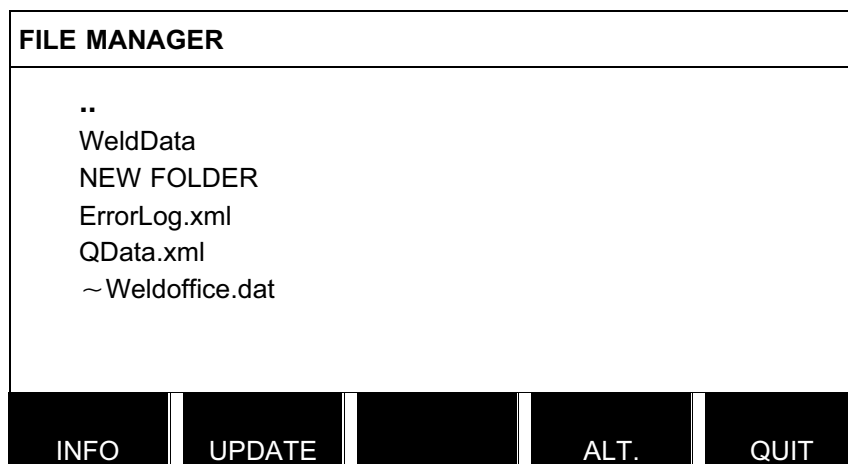 FILE MANAGER
..
WeldData
NEW FOLDER
ErrorLog.xml
QData.xml
~Weldoffice.dat
INFO UPDATE ALT. QUIT